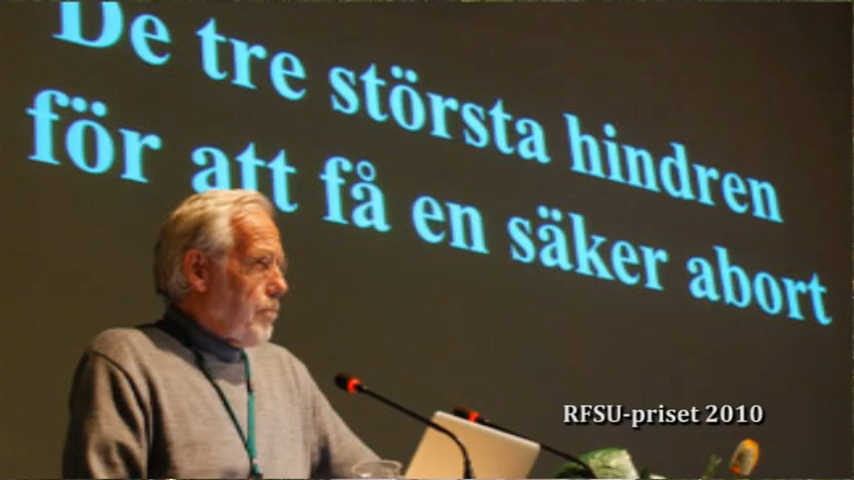 De tre största hindren
för att få en säker abort
RFSU-priset 2010